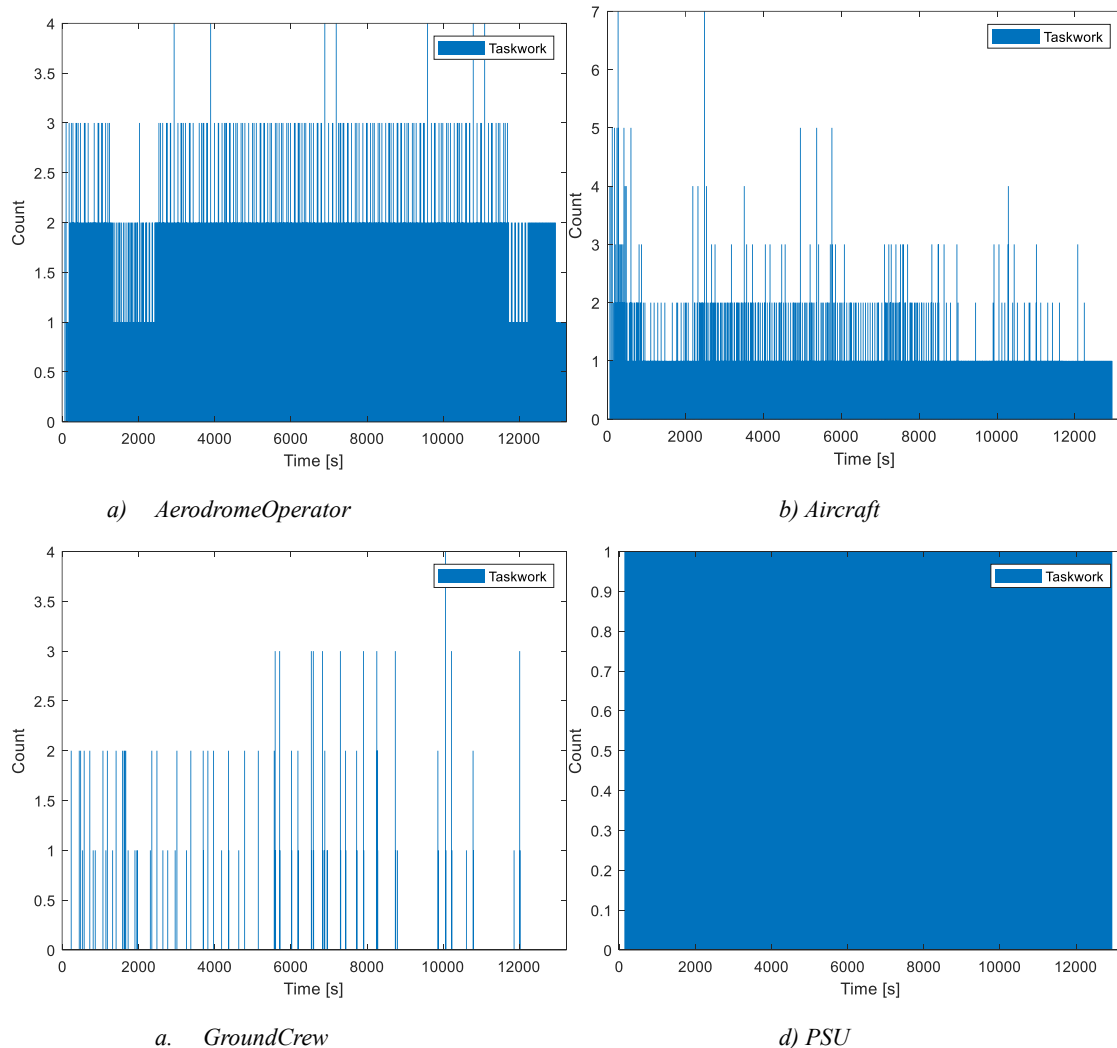 4
3.5
3
2.5
2
1.5
1
0.5
0
Count
Taskwork
0 2000 4000 6000 8000 10000 12000
Time [s]
a) AerodromeOperator
7
6
5
4
3
2
1
0
Count
Taskwork
0 2000 4000 6000 8000 10000 12000
Time [s]
b) Aircraft
4
3.5
3
2.5
2
1.5
1
0.5
0
Count
Taskwork
0 2000 4000 6000 8000 10000 12000
Time [s]
a. GroundCrew
1
0.9
0.8
0.7
0.6
0.5
0.4
0.3
0.2
0.1
0
Count
Taskwork
0 2000 4000 6000 8000 10000 12000
Time [s]
d) PSU